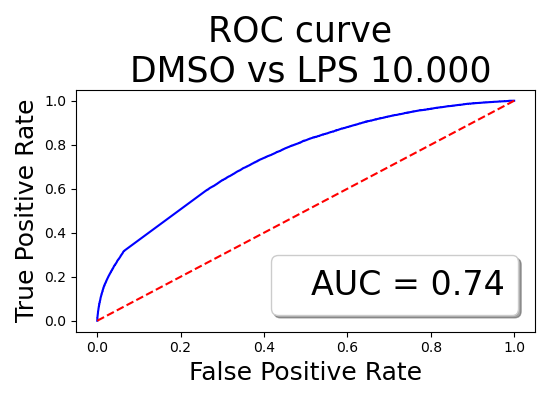 ROC curve
DMSO vs LPS 10.000
True Positive Rate
1.0
0.8
0.6
0.4
0.2
0.0
AUC = 0.74
0.0 0.2 0.4 0.6 0.8 1.0
False Positive Rate